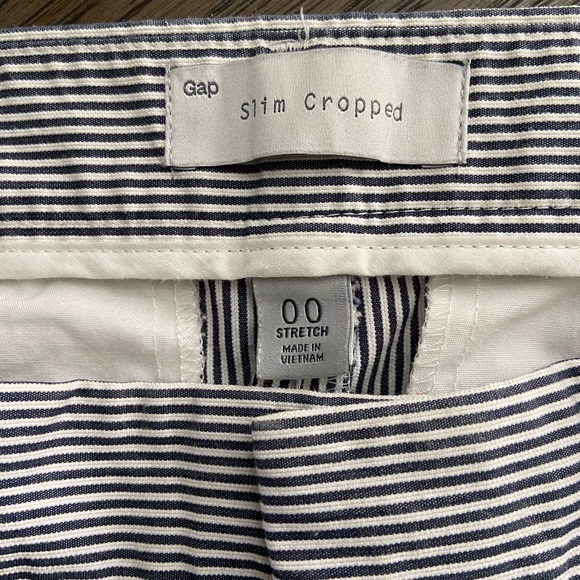 Gap
Slim Cropped
00
STRETCH
MADE IN
VIETNAM